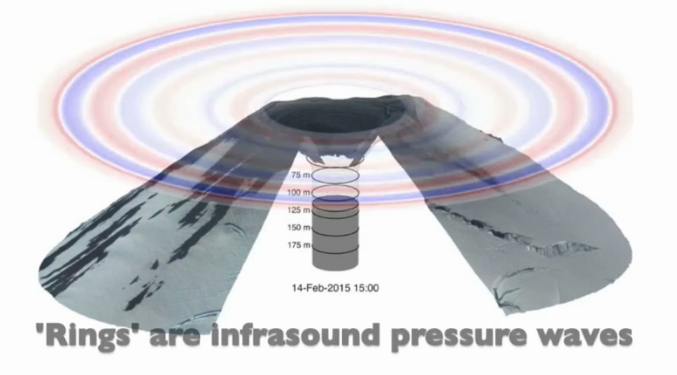 75 m
100 m
125 m
150 m
175 m
14-Feb-2015 15:00
'Rings' are infrasound pressure waves